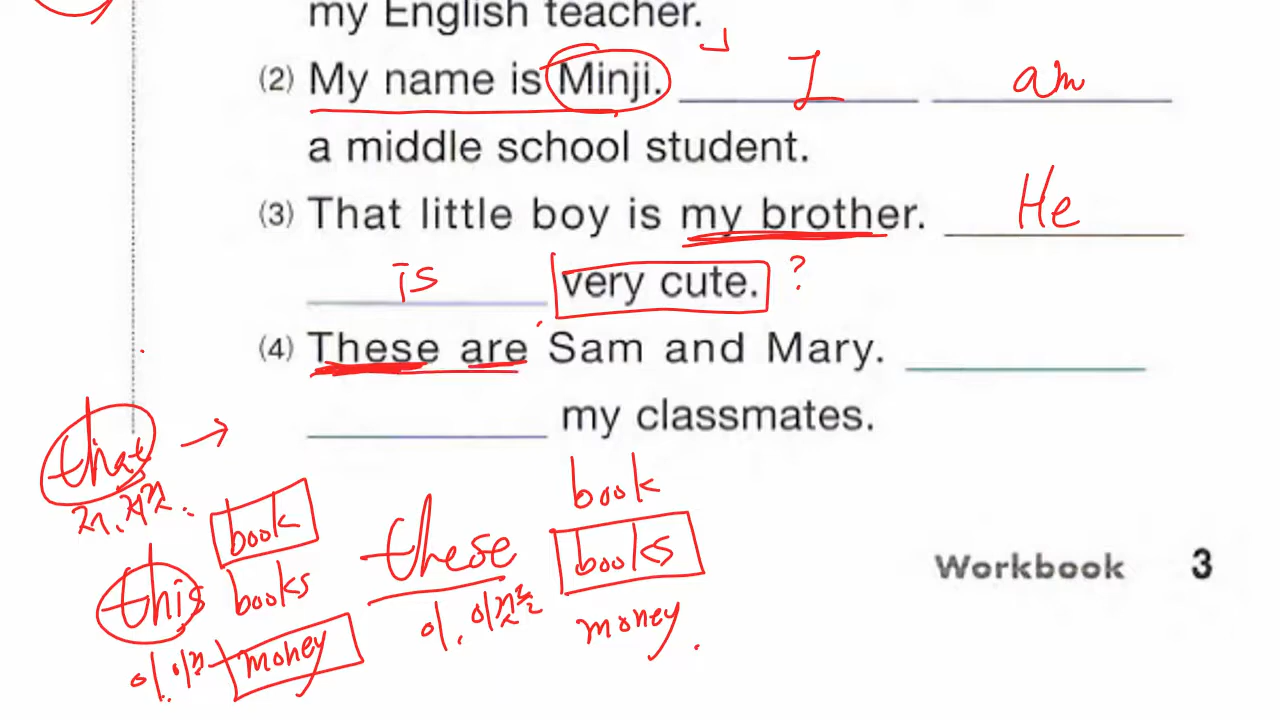 my English teacher.
(2) My name is Minji. I am
a middle school student.
(3) That little boy is my brother. He
is very cute. ?
(4) These are Sam and Mary.
my classmates.
that →
book
book these books
this books
money
money
Workbook 3